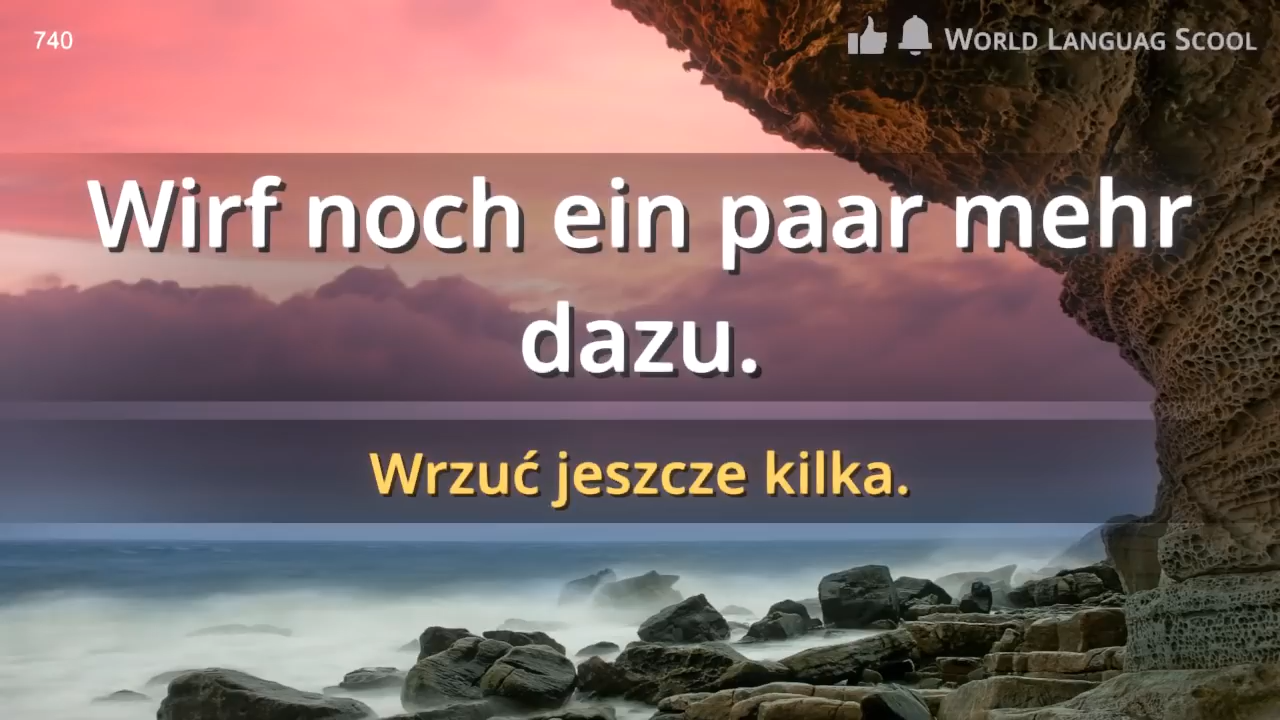 740
World Languag Scool
Wirf noch ein paar mehr
dazu.
Wrzuć jeszcze kilka.